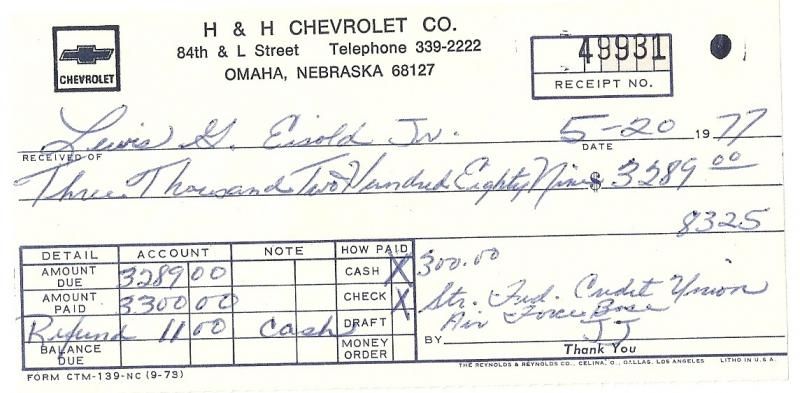 H & H CHEVROLET CO.
84th & L Street Telephone 339-2222
OMAHA, NEBRASKA 68127
CHEVROLET
49931
RECEIPT NO.
Lewis G. Eisold Jr. 5-20 1977
RECEIVED OF DATE
Three Thousand Two Hundred Eighty Nine $ 3289 00
8325
DETAIL ACCOUNT NOTE HOW PAID
AMOUNT DUE 3289 00 CASH X 300.00
AMOUNT PAID 3300 00 CHECK X Str. Fed. Credit Union
Refund 11 00 Cash DRAFT Air Force Base
BALANCE DUE MONEY ORDER BY JJ
Thank You
FORM CTM-139-NC (9-73)
THE REYNOLDS & REYNOLDS CO., CELINA, O., DALLAS, LOS ANGELES LITHO IN U.S.A.